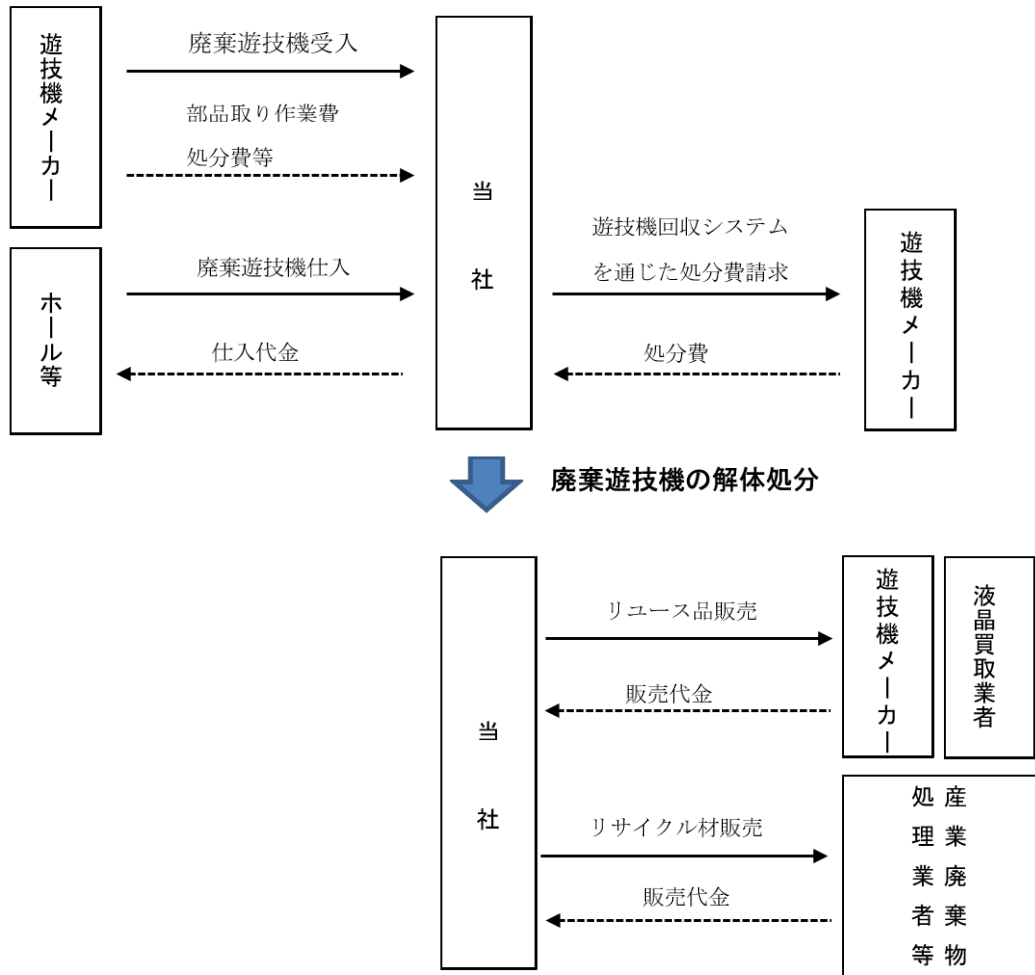 遊技機メーカー
廃棄遊技機受入
部品取り作業費
処分費等
ホール等
廃棄遊技機仕入
仕入代金
当社
遊技機回収システム
を通じた処分費請求
処分費
遊技機メーカー
廃棄遊技機の解体処分
当社
リユース品販売
販売代金
遊技機メーカー
液晶買取業者
リサイクル材販売
販売代金
産業廃棄物
処理業者等